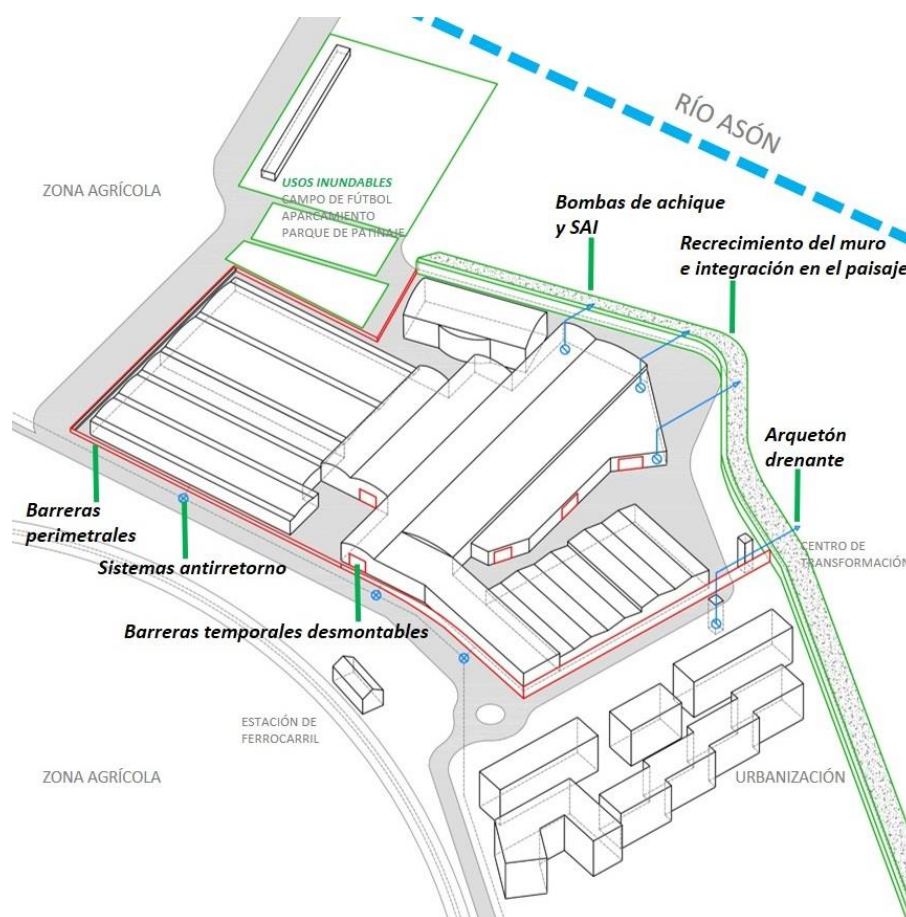 RÍO ASÓN
ZONA AGRÍCOLA
USOS INUNDABLES
CAMPO DE FÚTBOL
APARCAMIENTO
PARQUE DE PATINAJE
Bombas de achique
y SAI
Recrecimiento del muro
e integración en el paisaje
Arquetón
drenante
Barreras
perimetrales
Sistemas antirretorno
CENTRO DE
TRANSFORMACIÓN
Barreras temporales desmontables
ESTACIÓN DE
FERROCARRIL
ZONA AGRÍCOLA
URBANIZACIÓN